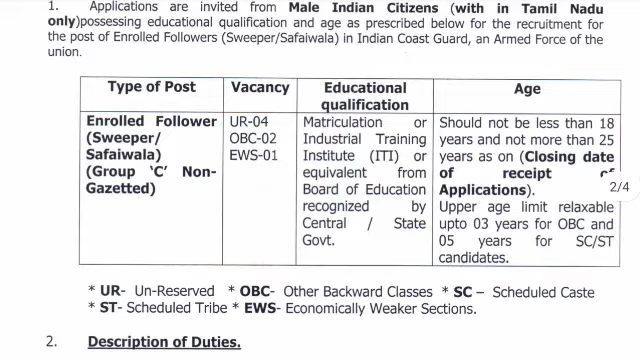 1. Applications are invited from Male Indian Citizens (with in Tamil Nadu
only)possessing educational qualification and age as prescribed below for the recruitment for
the post of Enrolled Followers (Sweeper/Safaiwala) in Indian Coast Guard, an Armed Force of the
union.
Type of Post Vacancy Educational qualification Age
Enrolled Follower
(Sweeper/
Safaiwala)
(Group ‘C’ Non-
Gazetted)
UR-04
OBC-02
EWS-01
Matriculation or
Industrial Training
Institute (ITI) or
equivalent from
Board of Education
recognized by
Central / State
Govt.
Should not be less than 18
years and not more than 25
years as on (Closing date
of receipt of
Applications).
Upper age limit relaxable
upto 03 years for OBC and
05 years for SC/ST
candidates.
2/4
* UR- Un-Reserved * OBC- Other Backward Classes * SC – Scheduled Caste
* ST- Scheduled Tribe * EWS- Economically Weaker Sections.
2. Description of Duties.